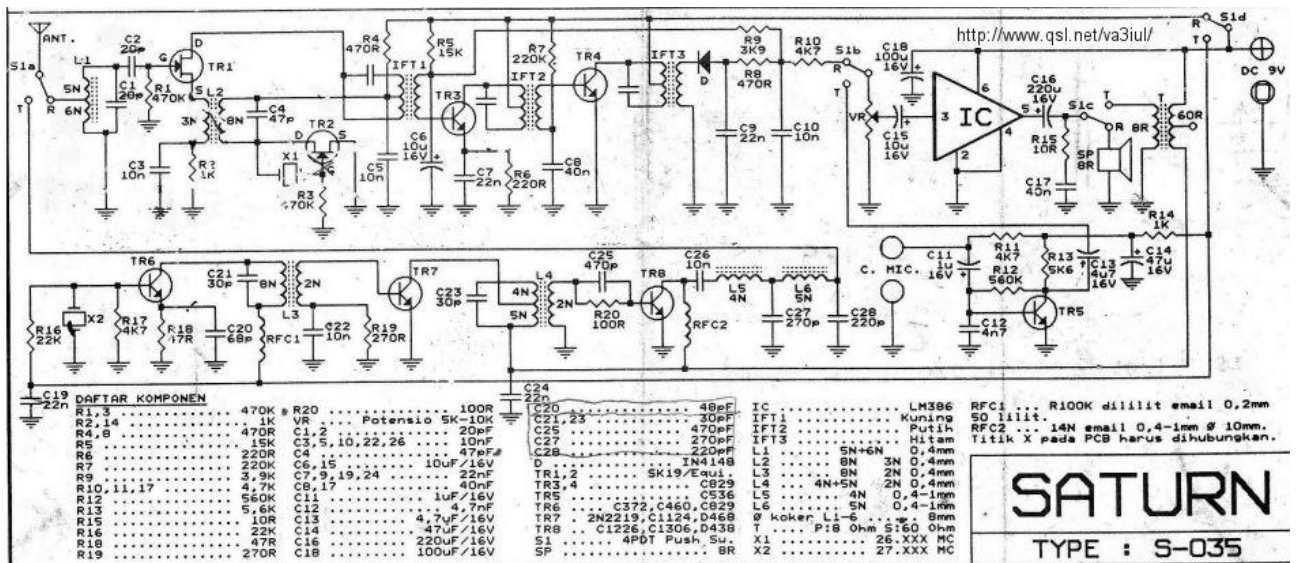 http://www.qsl.net/va3iul/
ANT.
S1a
T
R
L1
5N
6N
C2
20p
C1
20p
R1
470K
G
D
S
TR1
L2
3N
8N
C3
10n
R2
1K
C4
47p
TR2
D
S
G
X1
R3
470K
R4
470R
R5
15K
IFT1
C5
10n
C6
10u
16V
TR3
C7
22n
R6
220R
IFT2
R7
220K
C8
40n
TR4
IFT3
D
C9
22n
R9
3K9
R8
470R
C10
10n
R10
4K7
S1b
R
T
VR
C15
10u
16V
C18
100u
16V
IC
3
6
5
4
2
C16
220u
16V
R15
10R
C17
40n
S1c
T
R
SP
8R
8R
T
60R
S1d
R
T
DC 9V
TR6
X2
R16
22K
R17
4K7
R18
47R
C20
68p
C21
30p
8N
2N
L3
RFC1
C22
10n
R19
270R
TR7
C23
30p
L4
4N
5N
2N
C25
470p
R20
100R
TR8
C26
10n
RFC2
L5
4N
L6
5N
C27
270p
C28
220p
C. MIC.
C11
1u
16V
R11
4K7
R12
560K
R13
5K6
C13
4u7
16V
C14
47u
16V
R14
1K
C12
4n7
TR5
C19
22n
C24
22n
DAFTAR KOMPONEN
R1,3 ... 470K
R2,14 ... 1K
R4,8 ... 470R
R5 ... 15K
R6 ... 220R
R7 ... 220K
R9 ... 3,9K
R10,11,17 ... 4,7K
R12 ... 560K
R13 ... 5,6K
R15 ... 10R
R16 ... 22K
R18 ... 47R
R19 ... 270R
R20 ... 100R
VR ... Potensio 5K-10K
C1,2 ... 20pF
C3,5,10,22,26 ... 10nF
C4 ... 47pF
C6,15 ... 10uF/16V
C7,9,19,24 ... 22nF
C8,17 ... 40nF
C11 ... 1uF/16V
C12 ... 4,7nF
C13 ... 4,7uF/16V
C14 ... 47uF/16V
C16 ... 220uF/16V
C18 ... 100uF/16V
C20 ... 48pF
C21,23 ... 30pF
C25 ... 470pF
C27 ... 270pF
C28 ... 220pF
D ... IN4148
TR1,2 ... SK19/Equi.
TR3,4 ... C829
TR5 ... C536
TR6 ... C372,C460,C829
TR7 ... 2N2219,C1124,D468
TR8 ... C1226,C1306,D438
S1 ... 4PDT Push Sw.
SP ... 8R
IC ... LM386
IFT1 ... Kuning
IFT2 ... Putih
IFT3 ... Hitam
L1 ... 5N+6N 0,4mm
L2 ... 8N 3N 0,4mm
L3 ... 8N 2N 0,4mm
L4 ... 4N+5N 2N 0,4mm
L5 ... 4N 0,4-1mm
L6 ... 5N 0,4-1mm
Ø koker L1-6 ... 8mm
T ... P:8 Ohm S:60 Ohm
X1 ... 26.XXX MC
X2 ... 27.XXX MC
RFC1 ... R100K dililit email 0,2mm
50 lilit.
RFC2 ... 14N email 0,4-1mm Ø 10mm.
Titik X pada PCB harus dihubungkan.
SATURN
TYPE : S-035